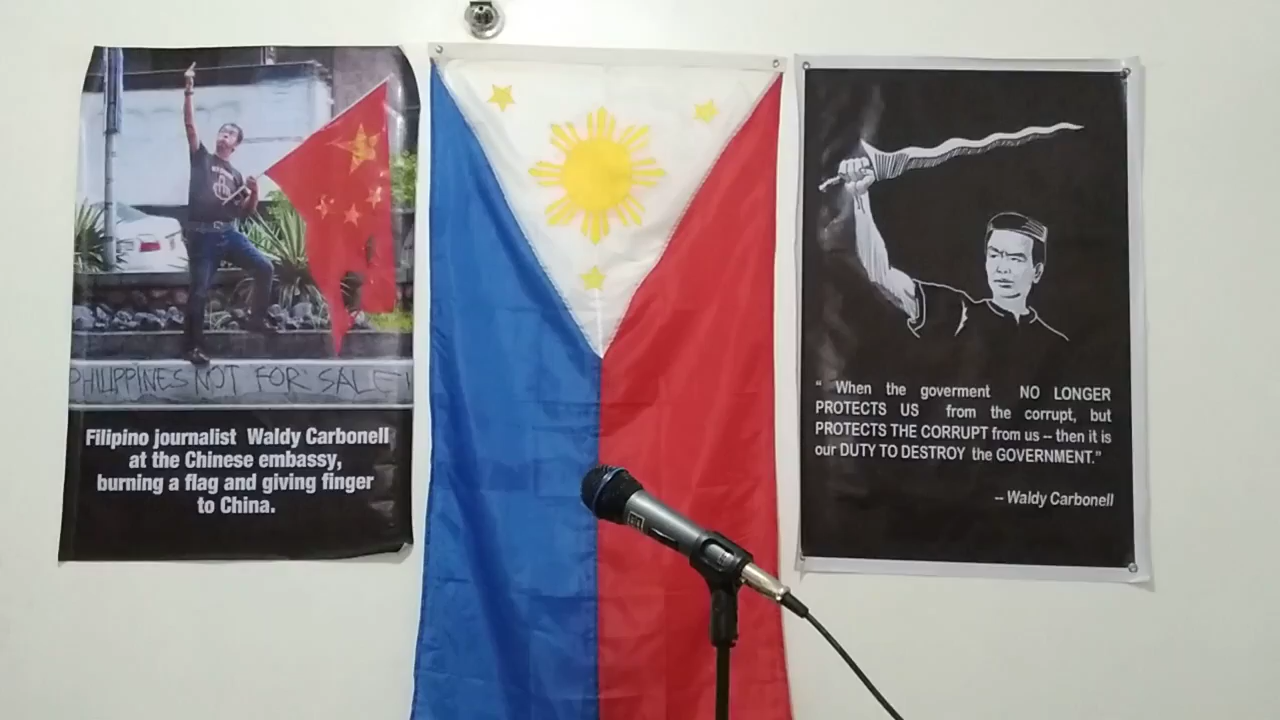 PHILIPPINES NOT FOR SALE!
Filipino journalist Waldy Carbonell
at the Chinese embassy,
burning a flag and giving finger
to China.
“ When the goverment NO LONGER
PROTECTS US from the corrupt, but
PROTECTS THE CORRUPT from us -- then it is
our DUTY TO DESTROY the GOVERNMENT.”
-- Waldy Carbonell